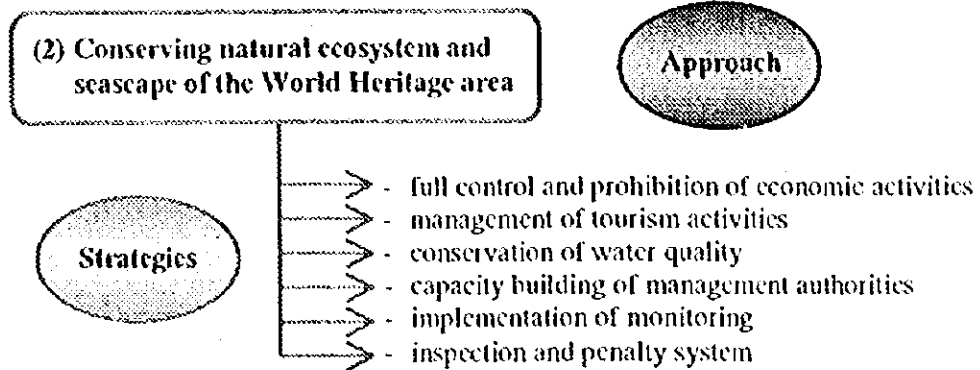 (2) Conserving natural ecosystem and
seascape of the World Heritage area
Approach
Strategies
- full control and prohibition of economic activities
- management of tourism activities
- conservation of water quality
- capacity building of management authorities
- implementation of monitoring
- inspection and penalty system